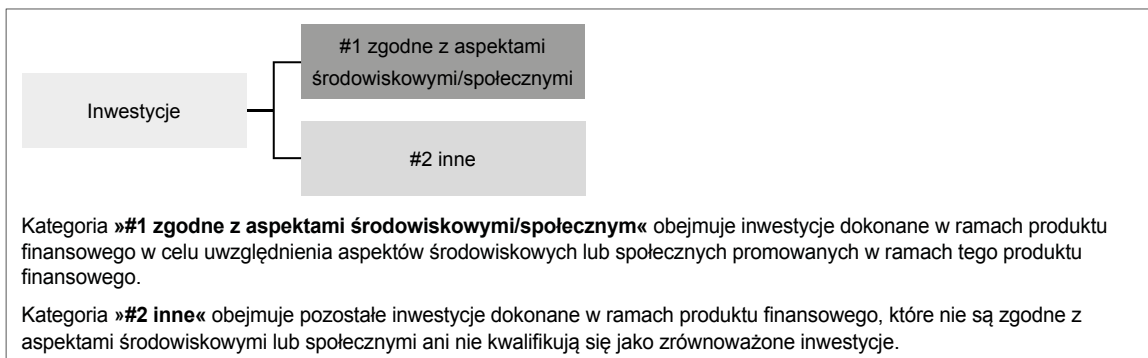 #1 zgodne z aspektami
środowiskowymi/społecznymi
Inwestycje
#2 inne
Kategoria »#1 zgodne z aspektami środowiskowymi/społecznym« obejmuje inwestycje dokonane w ramach produktu
finansowego w celu uwzględnienia aspektów środowiskowych lub społecznych promowanych w ramach tego produktu
finansowego.
Kategoria »#2 inne« obejmuje pozostałe inwestycje dokonane w ramach produktu finansowego, które nie są zgodne z
aspektami środowiskowymi lub społecznymi ani nie kwalifikują się jako zrównoważone inwestycje.